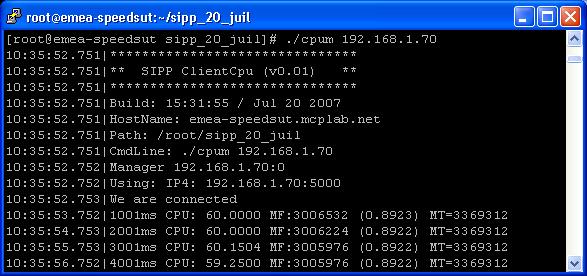 root@emea-speedsut:~/sipp_20_juil
[root@emea-speedsut sipp_20_juil]# ./cpum 192.168.1.70
10:35:52.751|*******************************
10:35:52.751|**  SIPP ClientCpu (v0.01)   **
10:35:52.751|*******************************
10:35:52.751|Build: 15:31:55 / Jul 20 2007
10:35:52.751|HostName: emea-speedsut.mcplab.net
10:35:52.751|Path: /root/sipp_20_juil
10:35:52.751|CmdLine: ./cpum 192.168.1.70
10:35:52.752|Manager 192.168.1.70:0
10:35:52.752|Using: IP4: 192.168.1.70:5000
10:35:52.753|We are connected
10:35:53.752|1001ms CPU: 60.0000 MF:3006532 (0.8923) MT=3369312
10:35:54.753|2001ms CPU: 60.0000 MF:3006224 (0.8922) MT=3369312
10:35:55.753|3001ms CPU: 60.1504 MF:3005976 (0.8922) MT=3369312
10:35:56.752|4001ms CPU: 59.2500 MF:3005976 (0.8922) MT=3369312